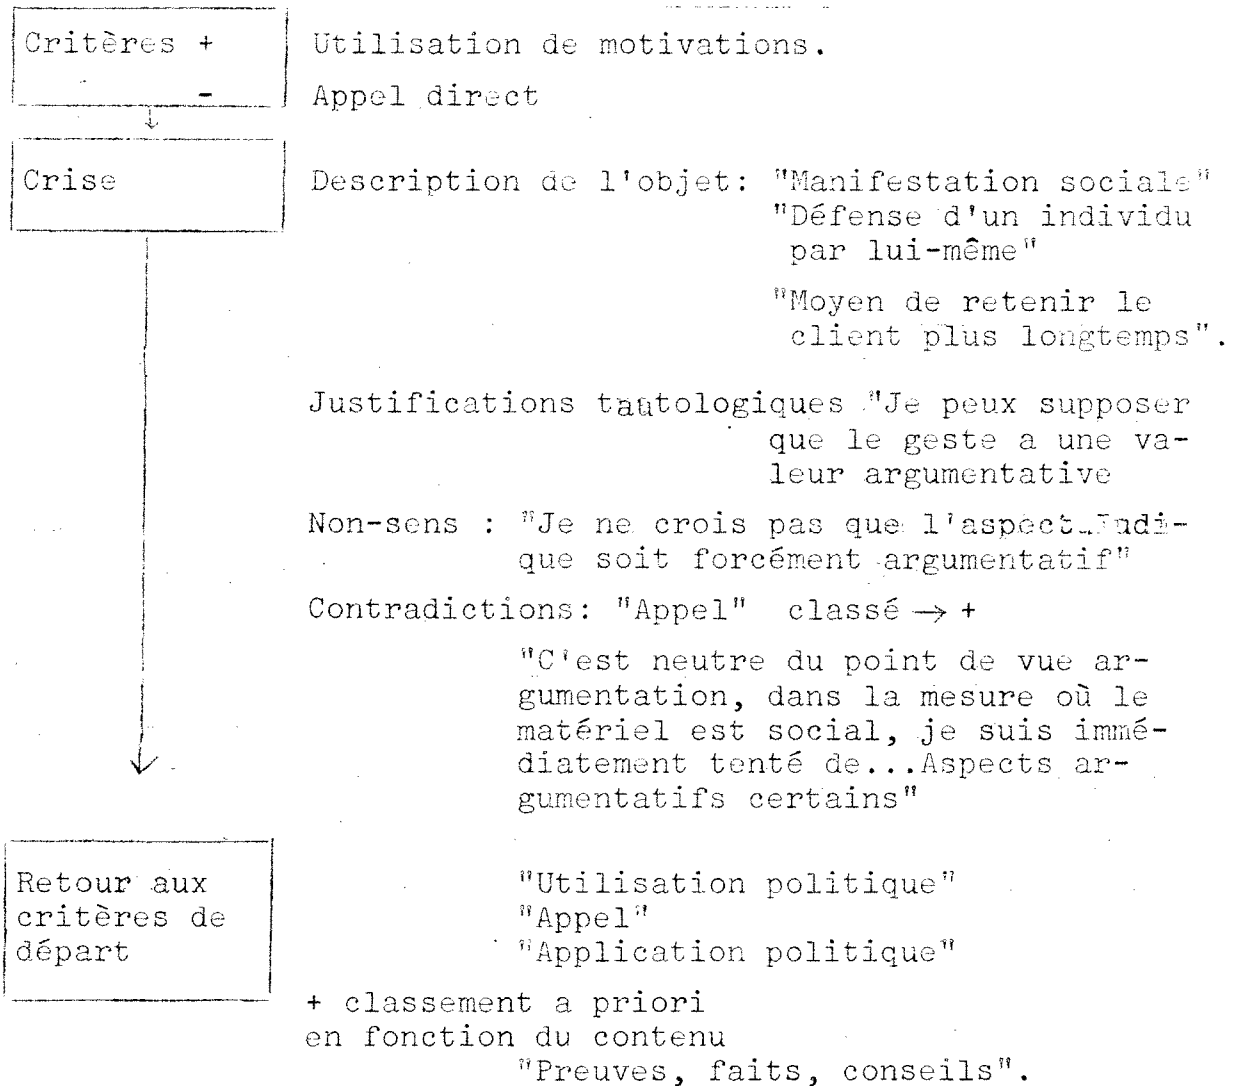 Critères + Utilisation de motivations.
- Appel direct
Crise Description de l'objet: "Manifestation sociale"
"Défense d'un individu
par lui-même"
"Moyen de retenir le
client plus longtemps".
Justifications tautologiques "Je peux supposer
que le geste a une va-
leur argumentative
Non-sens : "Je ne crois pas que l'aspect
que soit forcément argumentatif"
Contradictions: "Appel" classé → +
"C'est neutre du point de vue ar-
gumentation, dans la mesure où le
matériel est social, je suis immé-
diatement tenté de...Aspects ar-
gumentatifs certains"
Retour aux "Utilisation politique"
critères de "Appel"
départ "Application politique"
+ classement a priori
en fonction du contenu
"Preuves, faits, conseils".